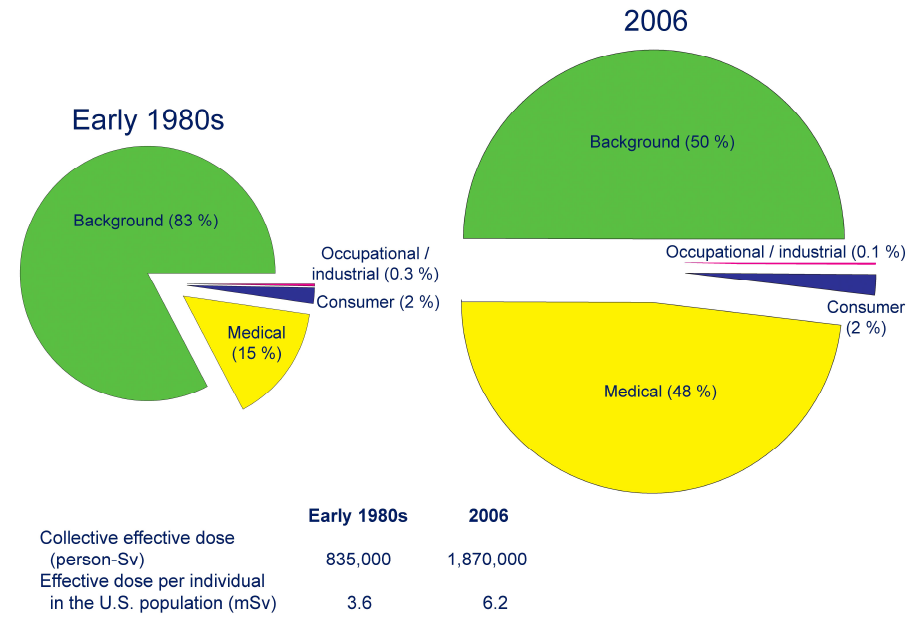 2006
Early 1980s
Background (50 %)
Background (83 %)
Occupational /
industrial (0.3 %)
Consumer (2 %)
Medical
(15 %)
Occupational / industrial (0.1 %)
Consumer
(2 %)
Medical (48 %)
Early 1980s 2006
Collective effective dose
(person-Sv) 835,000 1,870,000
Effective dose per individual
in the U.S. population (mSv) 3.6 6.2